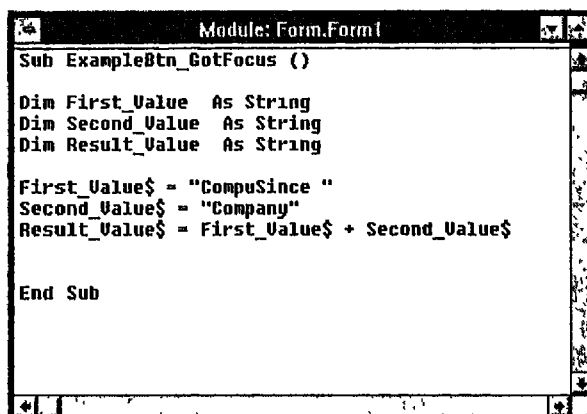 Module: Form.Form1
Sub ExampleBtn_GotFocus ()
Dim First_Value As String
Dim Second_Value As String
Dim Result_Value As String
First_Value$ = "CompuSince "
Second_Value$ = "Company"
Result_Value$ = First_Value$ + Second_Value$
End Sub